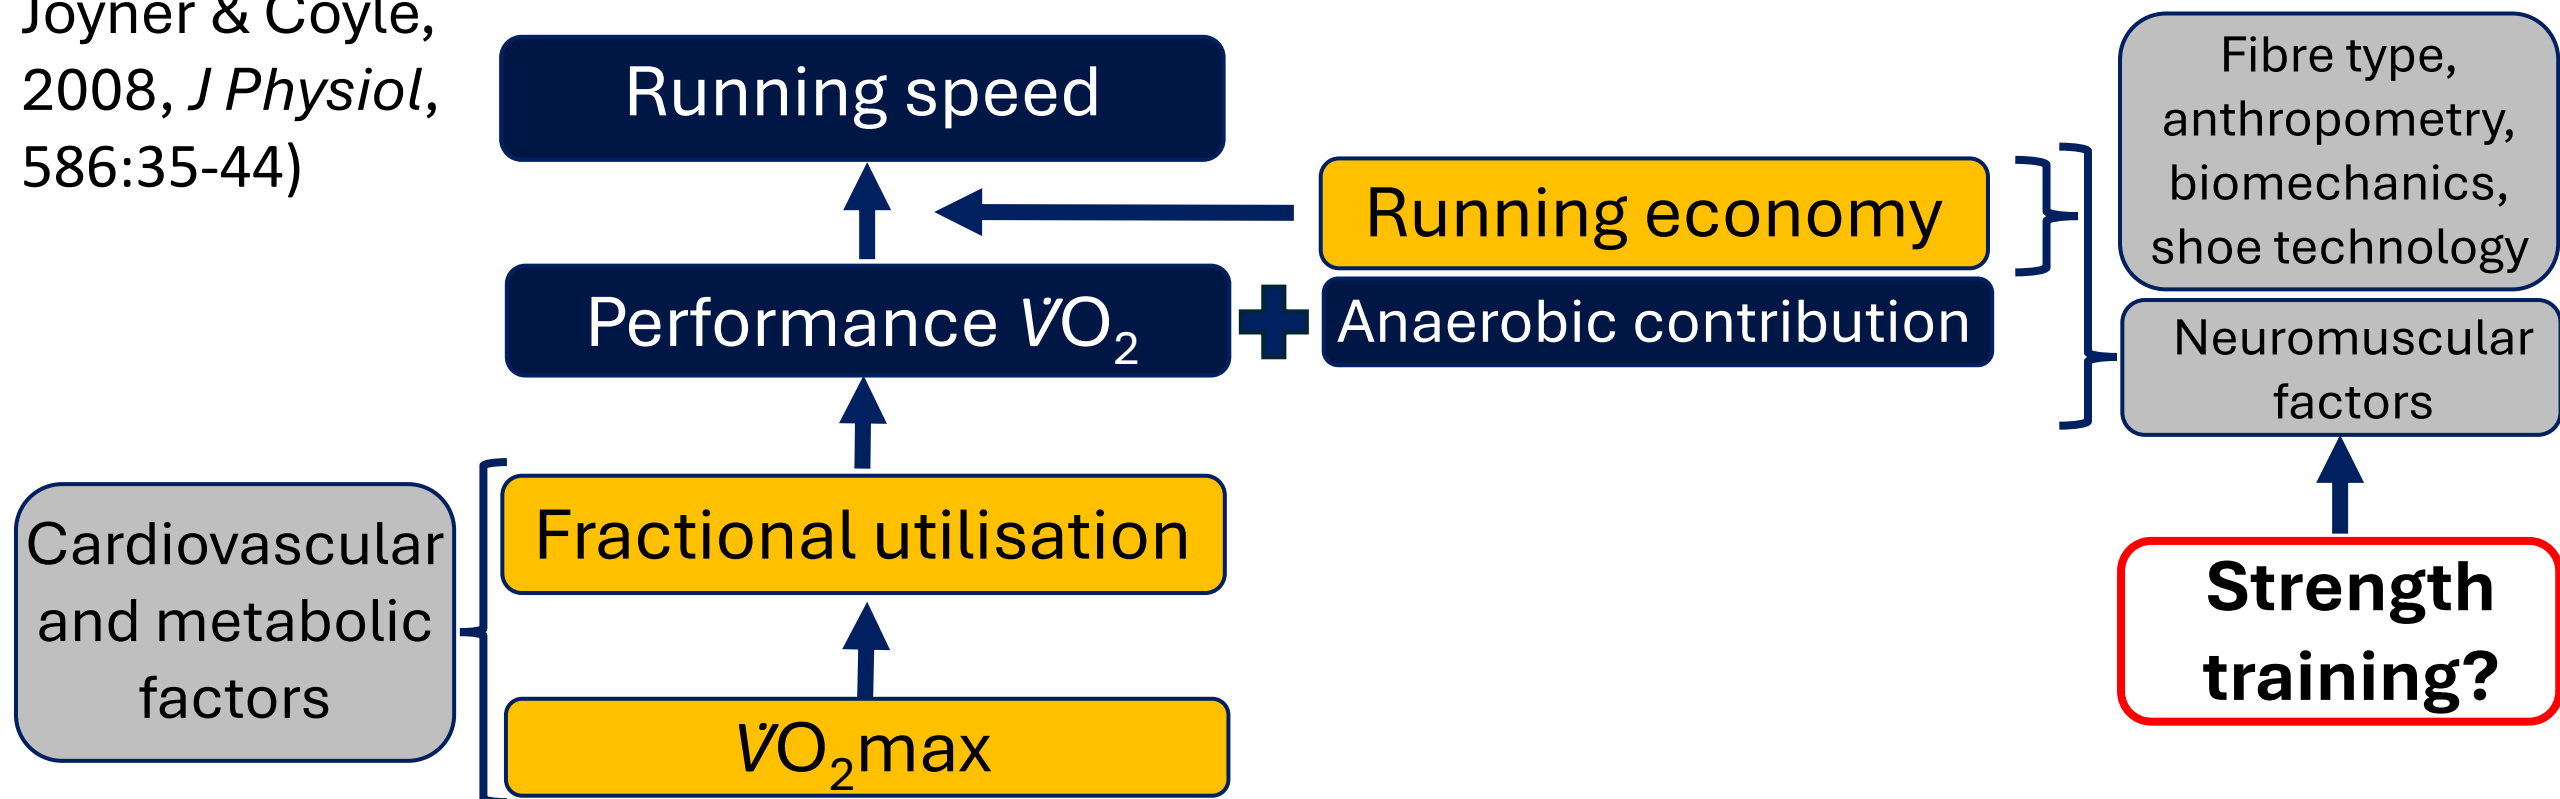 Joyner & Coyle,
2008, J Physiol,
586:35-44)
Running speed
Running economy
Performance V̇O₂
Anaerobic contribution
Fractional utilisation
V̇O₂max
Cardiovascular
and metabolic
factors
Fibre type,
anthropometry,
biomechanics,
shoe technology
Neuromuscular
factors
Strength
training?